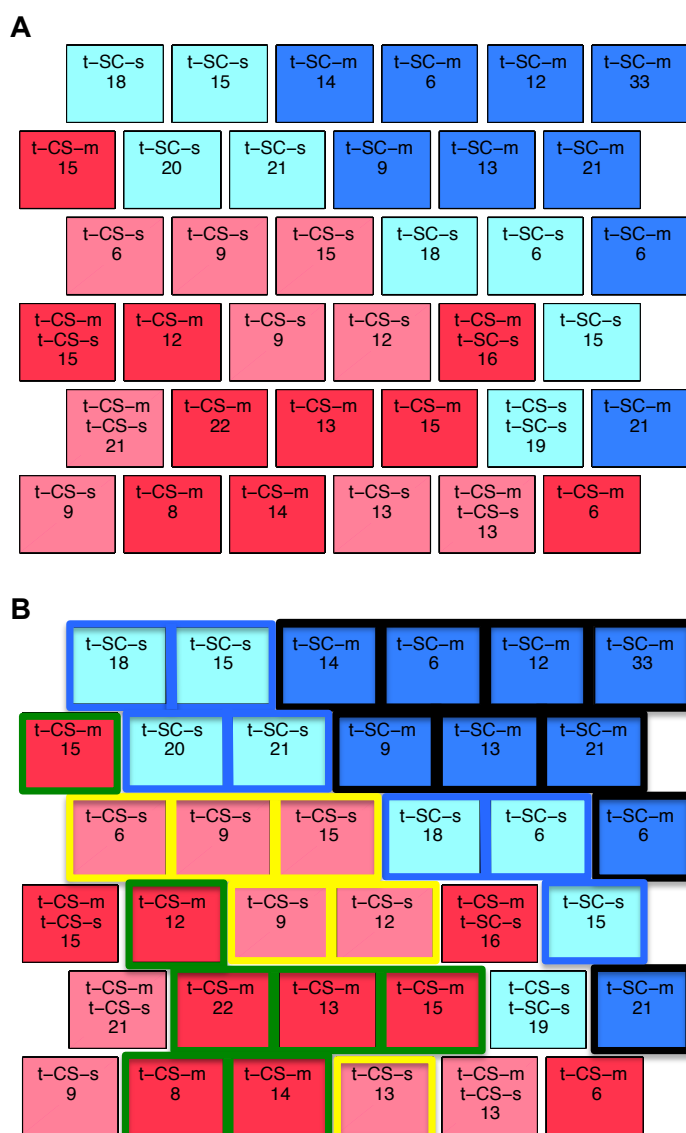 A
t–SC–s t–SC–s t–SC–m t–SC–m t–SC–m t–SC–m
18 15 14 6 12 33
t–CS–m t–SC–s t–SC–s t–SC–m t–SC–m t–SC–m
15 20 21 9 13 21
t–CS–s t–CS–s t–CS–s t–SC–s t–SC–s t–SC–m
6 9 15 18 6 6
t–CS–m t–CS–m t–CS–s t–CS–s t–CS–m t–SC–s
t–CS–s 12 9 12 t–SC–s 15
15 16
t–CS–m t–CS–m t–CS–m t–CS–m t–CS–s t–SC–m
t–CS–s 22 13 15 t–SC–s 21
21 19
t–CS–s t–CS–m t–CS–m t–CS–s t–CS–m t–CS–m
9 8 14 13 t–CS–s 6
13
B
t–SC–s t–SC–s t–SC–m t–SC–m t–SC–m t–SC–m
18 15 14 6 12 33
t–CS–m t–SC–s t–SC–s t–SC–m t–SC–m t–SC–m
15 20 21 9 13 21
t–CS–s t–CS–s t–CS–s t–SC–s t–SC–s t–SC–m
6 9 15 18 6 6
t–CS–m t–CS–m t–CS–s t–CS–s t–CS–m t–SC–s
t–CS–s 12 9 12 t–SC–s 15
15 16
t–CS–m t–CS–m t–CS–m t–CS–m t–CS–s t–SC–m
t–CS–s 22 13 15 t–SC–s 21
21 19
t–CS–s t–CS–m t–CS–m t–CS–s t–CS–m t–CS–m
9 8 14 13 t–CS–s 6
13